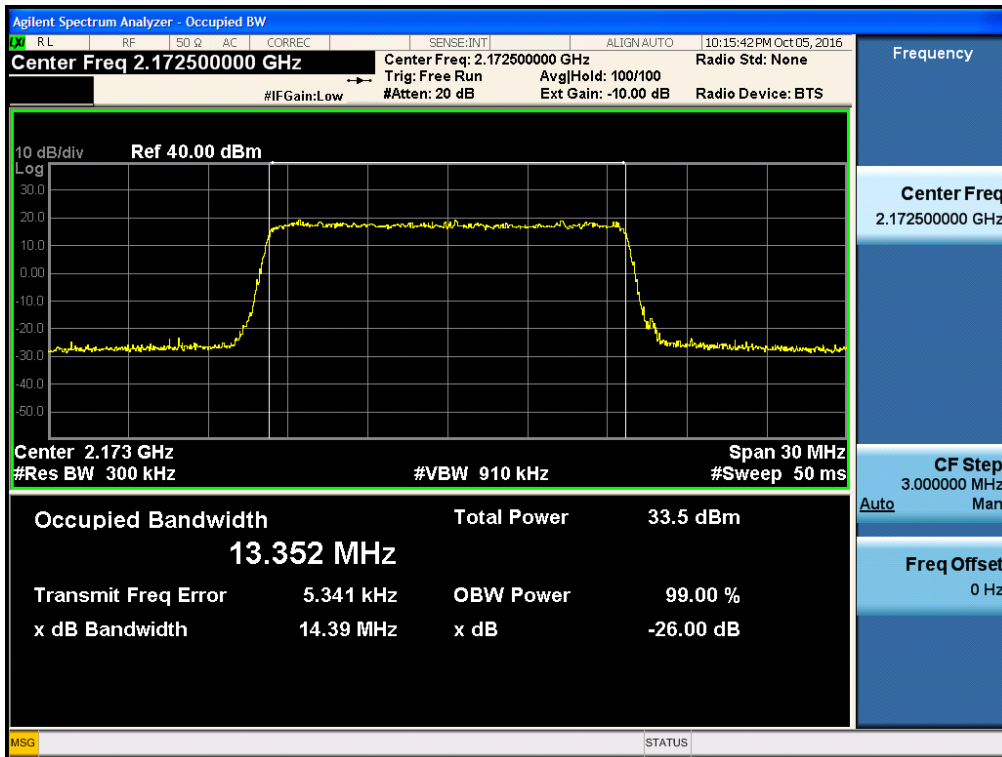 Agilent Spectrum Analyzer - Occupied BW
LXI RL RF 50 Ω AC CORREC SENSE:INT ALIGN AUTO 10:15:42 PM Oct 05, 2016
Center Freq 2.172500000 GHz
#IFGain:Low
Center Freq: 2.172500000 GHz
Trig: Free Run Avg|Hold: 100/100
#Atten: 20 dB Ext Gain: -10.00 dB
Radio Std: None
Radio Device: BTS
10 dB/div Ref 40.00 dBm
Log
30.0
20.0
10.0
0.00
-10.0
-20.0
-30.0
-40.0
-50.0
Center 2.173 GHz Span 30 MHz
#Res BW 300 kHz #VBW 910 kHz #Sweep 50 ms
Occupied Bandwidth Total Power 33.5 dBm
13.352 MHz
Transmit Freq Error 5.341 kHz OBW Power 99.00 %
x dB Bandwidth 14.39 MHz x dB -26.00 dB
Frequency
Center Freq
2.172500000 GHz
CF Step
3.000000 MHz
Auto Man
Freq Offset
0 Hz
MSG STATUS